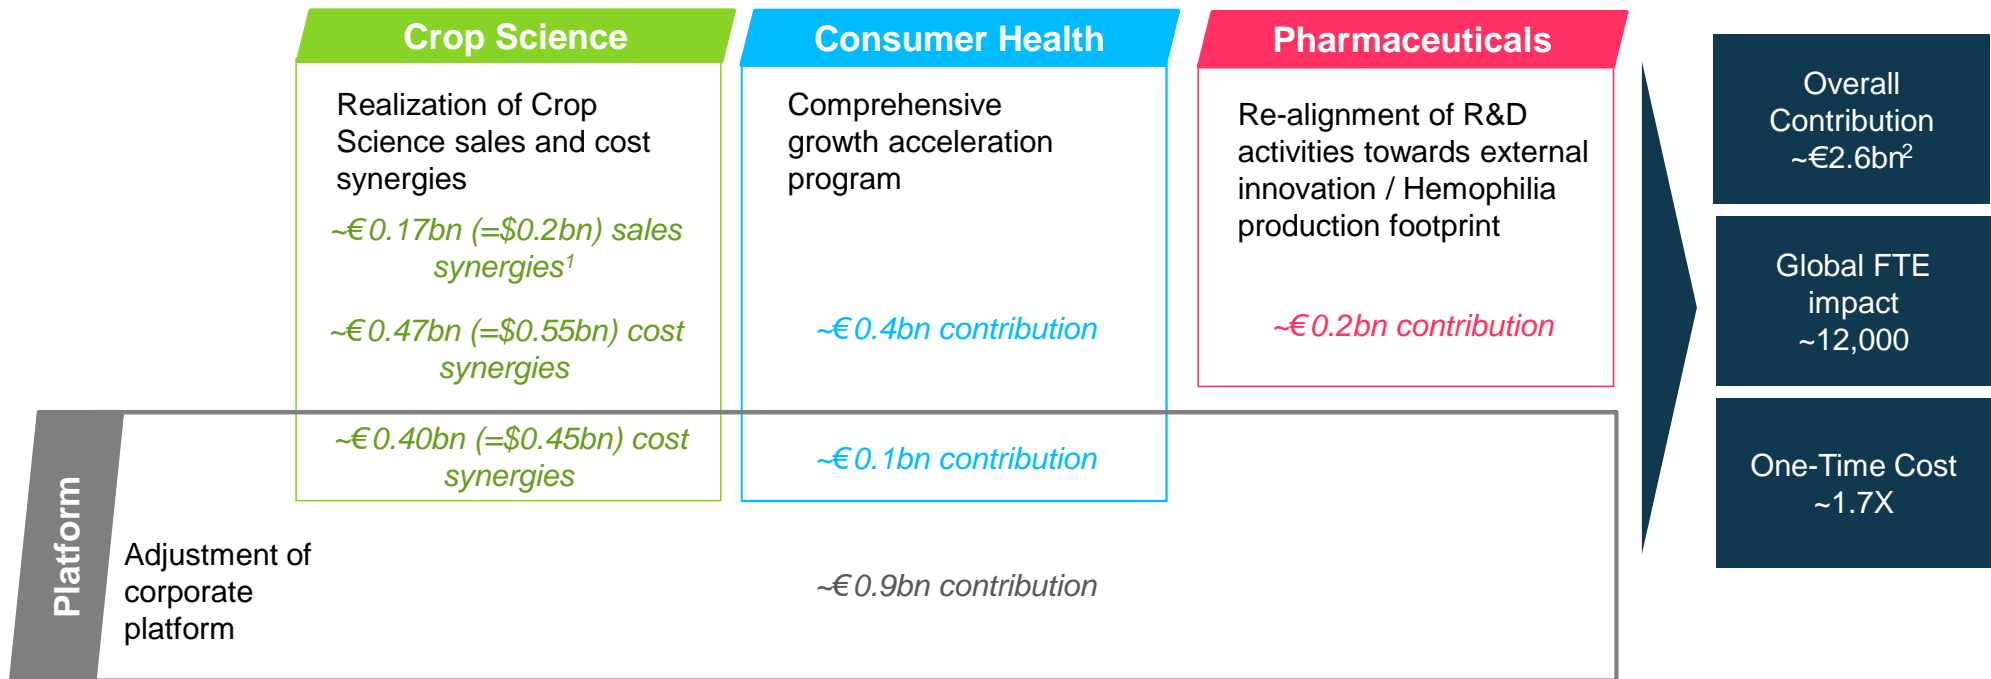 Crop Science
Realization of Crop
Science sales and cost
synergies
~€0.17bn (=$0.2bn) sales
synergies1
~€0.47bn (=$0.55bn) cost
synergies
~€0.40bn (=$0.45bn) cost
synergies
Consumer Health
Comprehensive
growth acceleration
program
~€0.4bn contribution
~€0.1bn contribution
Pharmaceuticals
Re-alignment of R&D
activities towards external
innovation / Hemophilia
production footprint
~€0.2bn contribution
Platform
Adjustment of
corporate
platform
~€0.9bn contribution
Overall
Contribution
~€2.6bn2
Global FTE
impact
~12,000
One-Time Cost
~1.7X